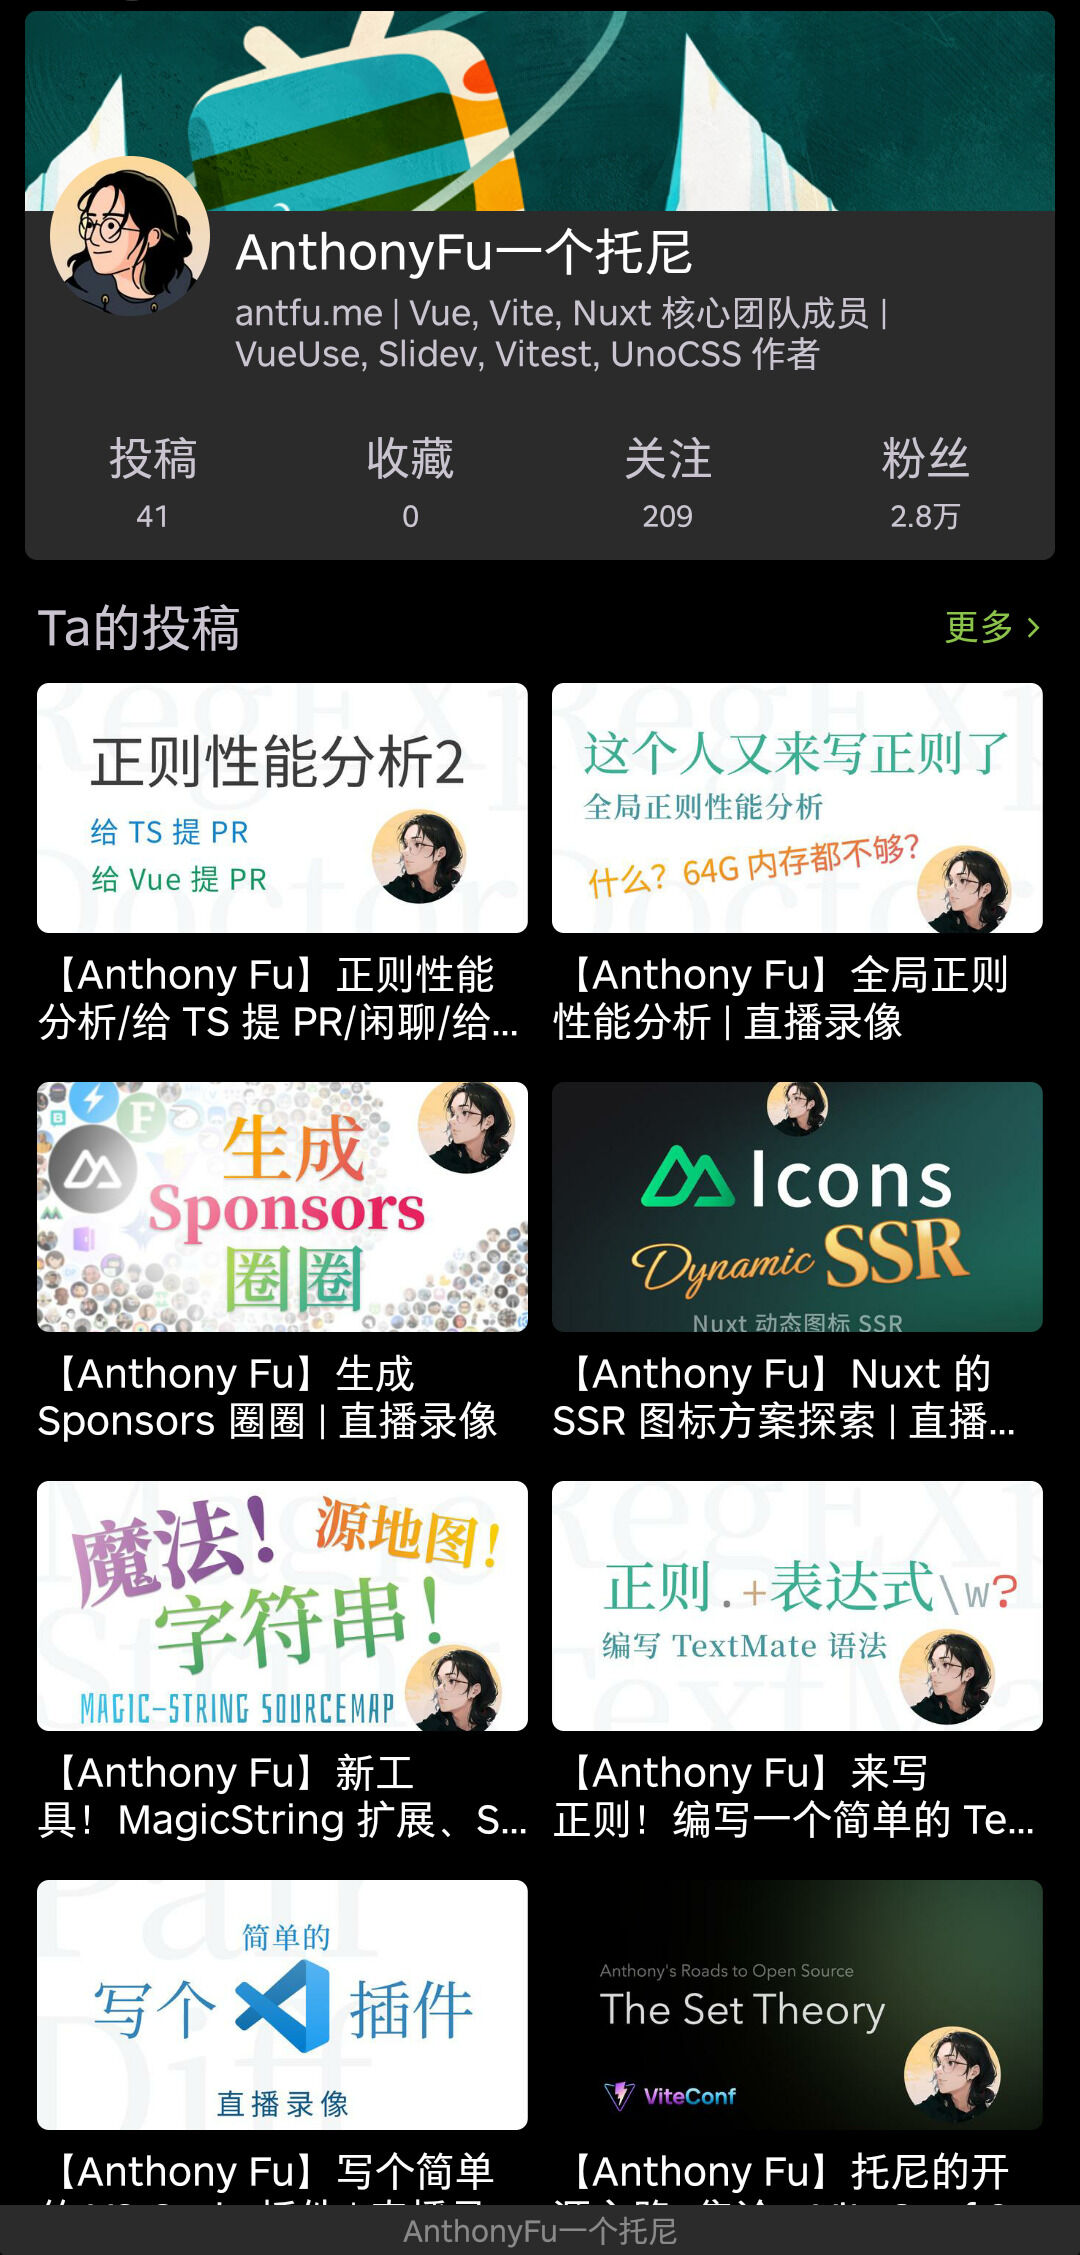 AnthonyFu一个托尼
antfu.me | Vue, Vite, Nuxt 核心团队成员 |
VueUse, Slidev, Vitest, UnoCSS 作者
投稿
收藏
关注
粉丝
41
0
209
2.8万
Ta的投稿
更多
正则性能分析2
给 TS 提 PR
给 Vue 提 PR
这个人又来写正则了
全局正则性能分析
什么？64G 内存都不够？
【Anthony Fu】正则性能
分析/给 TS 提 PR/闲聊/给...
【Anthony Fu】全局正则
性能分析 | 直播录像
生成
Sponsors
圈圈
Icons
Dynamic SSR
Nuxt 动态图标 SSR
【Anthony Fu】生成
Sponsors 圈圈 | 直播录像
【Anthony Fu】Nuxt 的
SSR 图标方案探索 | 直播...
魔法！
源地图！
字符串！
MAGIC-STRING SOURCEMAP
正则.+表达式\w?
编写 TextMate 语法
【Anthony Fu】新工
具！MagicString 扩展、S...
【Anthony Fu】来写
正则！编写一个简单的 Te...
简单的
写个 插件
直播录像
Anthony's Roads to Open Source
The Set Theory
ViteConf
【Anthony Fu】写个简单
【Anthony Fu】托尼的开
AnthonyFu一个托尼